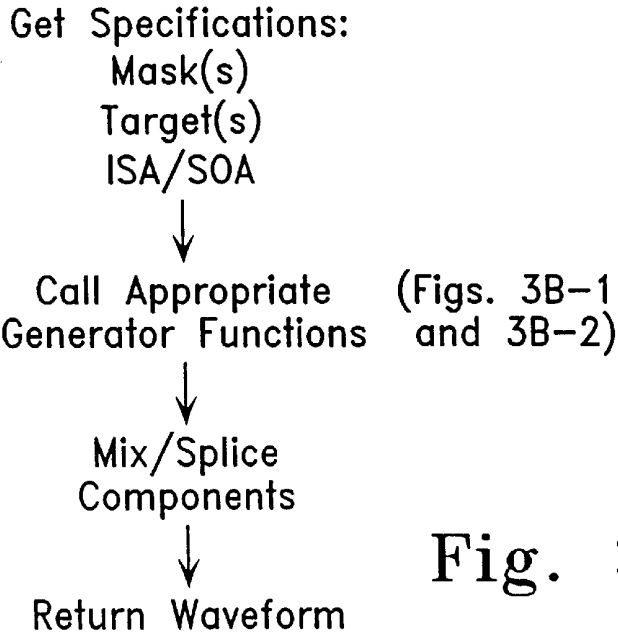 Get Specifications:
Mask(s)
Target(s)
ISA/SOA
Call Appropriate (Figs. 3B-1
Generator Functions and 3B-2)
Mix/Splice
Components
Fig.
Return Waveform